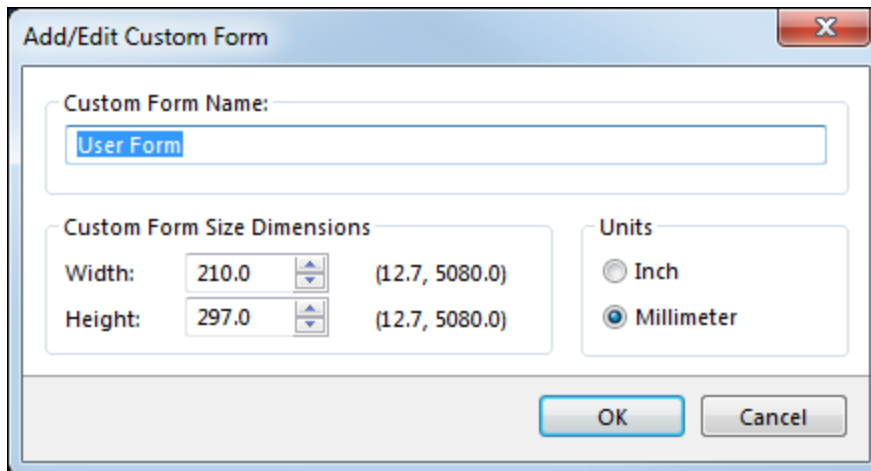 Add/Edit Custom Form
Custom Form Name:
User Form
Custom Form Size Dimensions
Width: 210.0 (12.7, 5080.0)
Height: 297.0 (12.7, 5080.0)
Units
Inch
Millimeter
OK Cancel